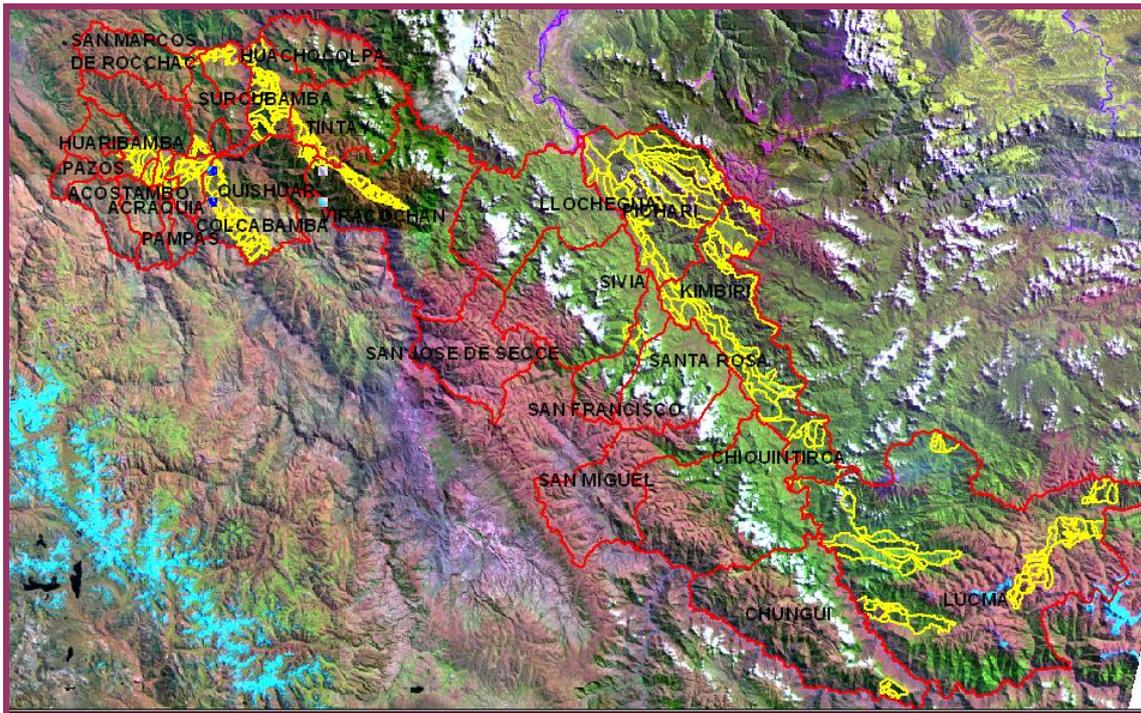 SAN MARCOS
DE ROCCHAC
HUACHOCOLPA
SURCUBAMBA
TINTAY
HUARIBAMBA
PAZOS
ACOSTAMBO
QUISHUAR
ACRAQUIA
COLCABAMBA
PAMPAS
VIRACOCHAN
LLOCHEGUA
PICHARI
SIVIA
KIMBIRI
SAN JOSE DE SECCE
SANTA ROSA
SAN FRANCISCO
CHIQUINTIRCA
SAN MIGUEL
LUCMA
CHUNGUI